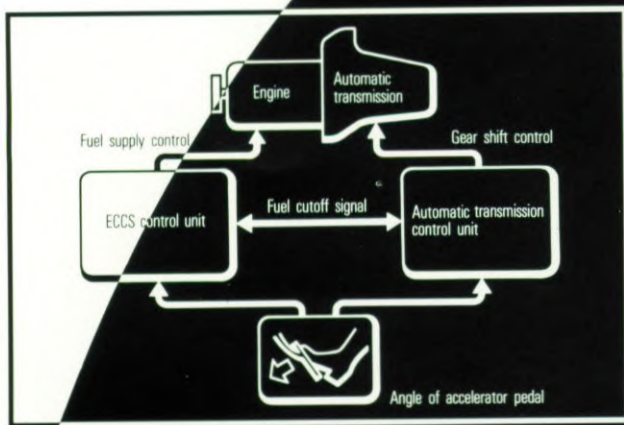 Engine
Automatic
transmission
Fuel supply control
Gear shift control
ECCS control unit
Fuel cutoff signal
Automatic transmission
control unit
Angle of accelerator pedal